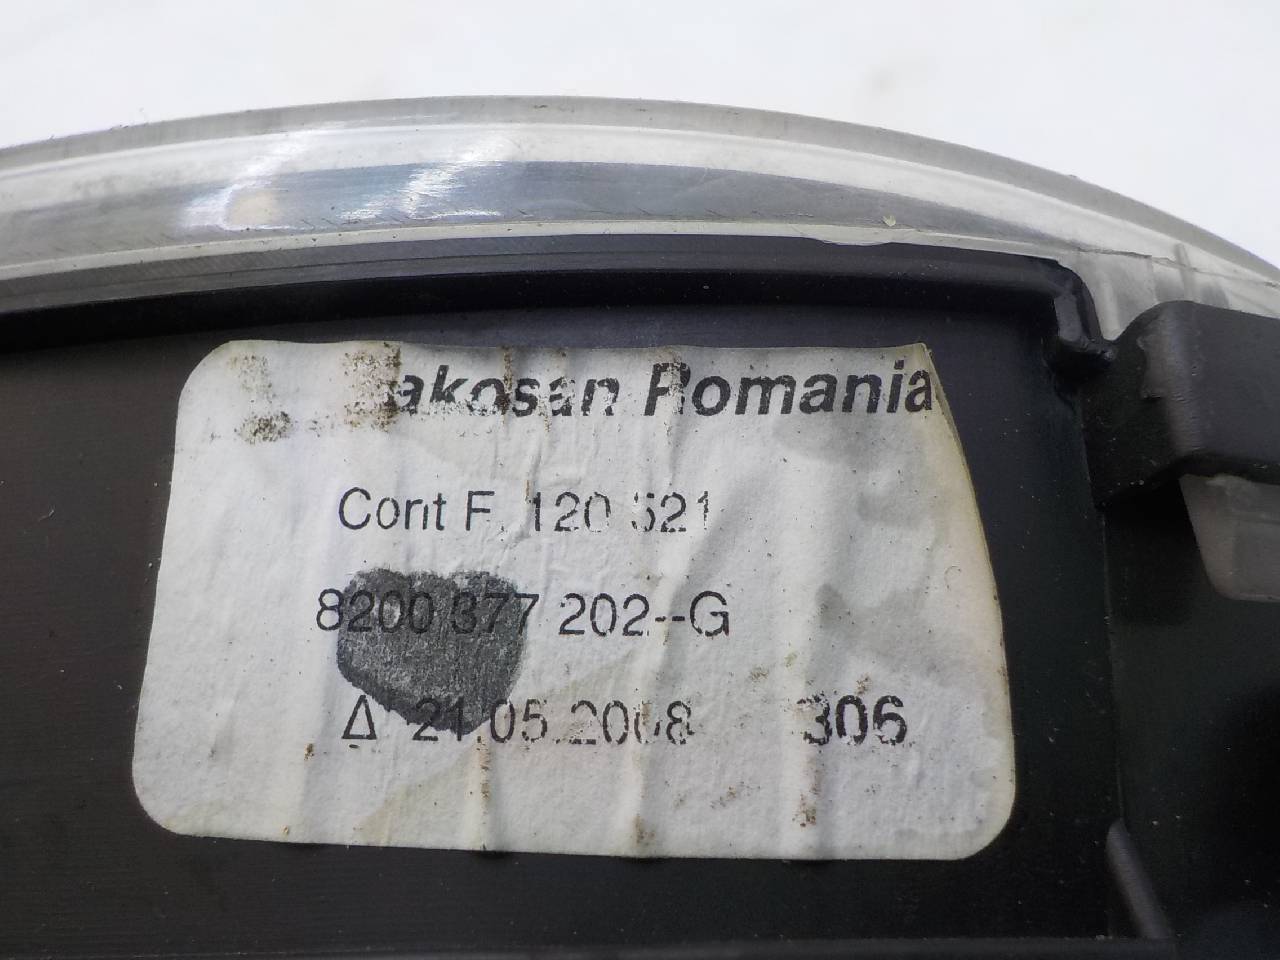 akosan Romania
Cont F. 120 521
8200 377 202--G
Δ 21.05.2008 306